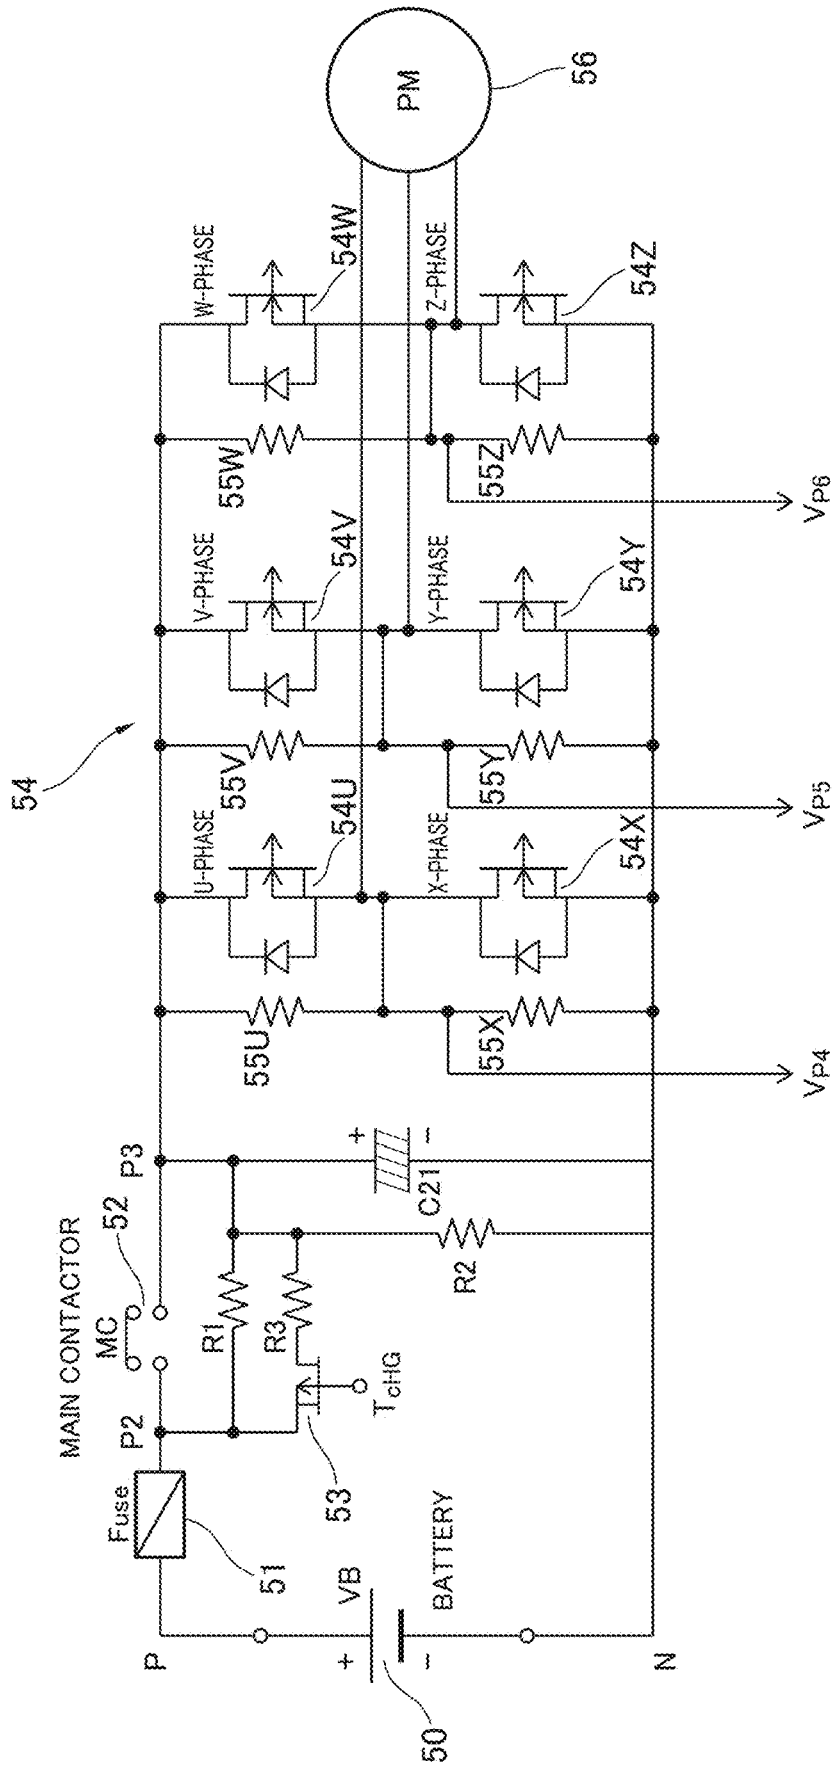 54
MAIN CONTACTOR
MC
52
P
Fuse
P2
P3
51
53
R1
R3
TCHG
R2
C21
+
−
50
VB
+
−
BATTERY
N
U-PHASE
V-PHASE
W-PHASE
55U
54U
55V
54V
55W
54W
X-PHASE
Y-PHASE
Z-PHASE
55X
54X
55Y
54Y
55Z
54Z
PM
56
VP4
VP5
VP6